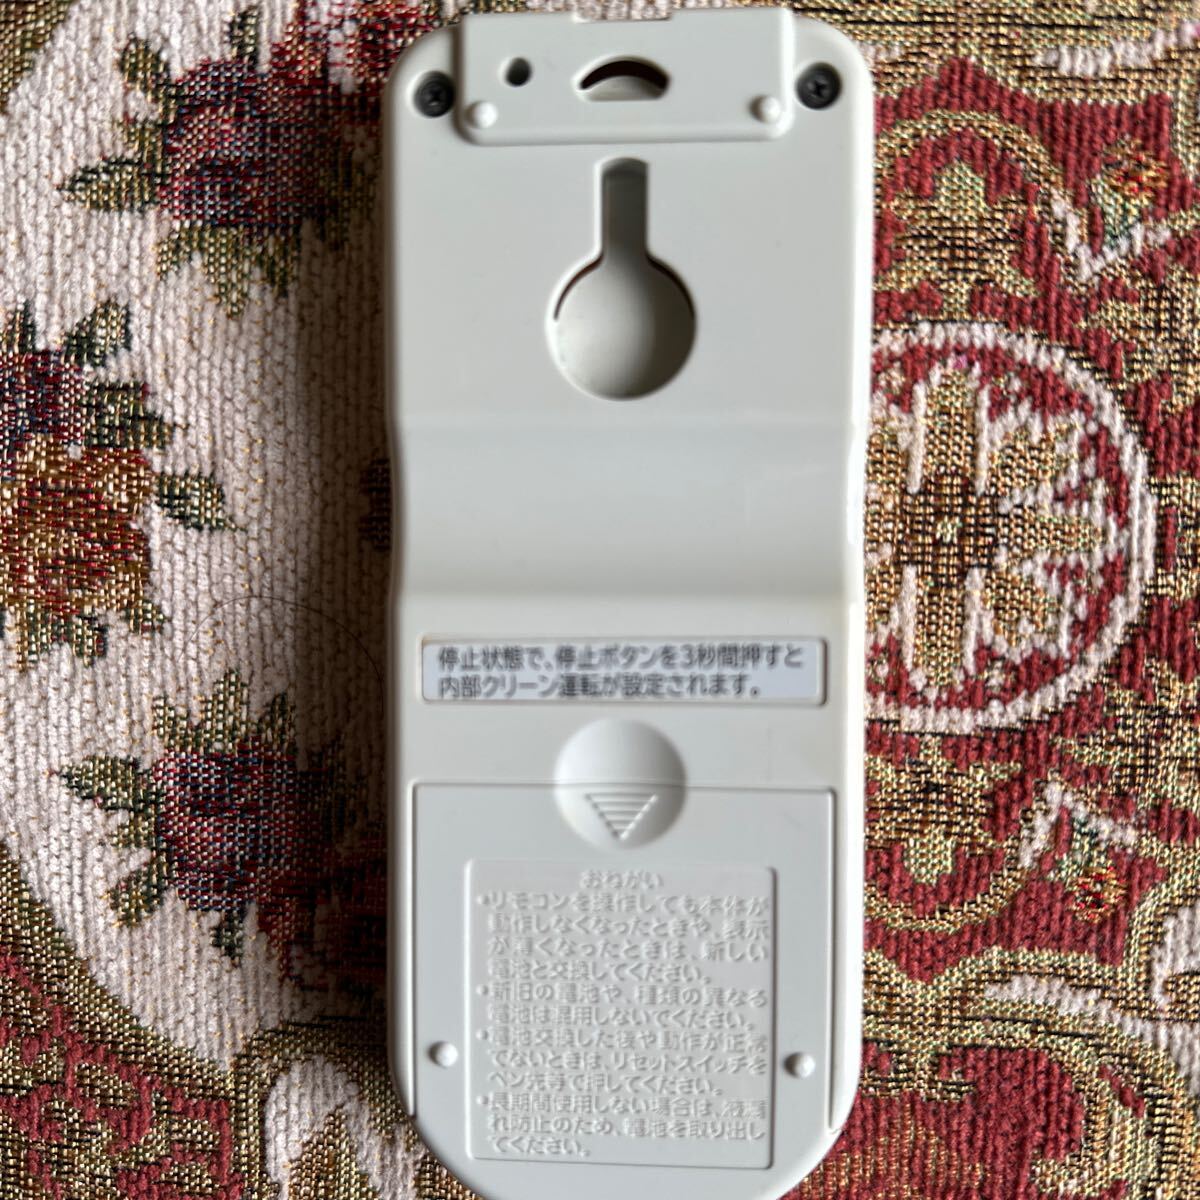 停止状態で、停止ボタンを3秒間押すと
内部クリーン運転が設定されます。
おねがい
・リモコンを操作しても本体が
動作しなくなったときや、表示
が薄くなったときは、新しい
電池と交換してください。
・新旧の電池や、種類の異なる
電池は混用しないでください。
・電池交換した後や動作が正常
でないときは、リセットスイッチを
ペン先等で押してください。
・長期間使用しない場合は、液漏
れ防止のため、電池を取り出し
てください。